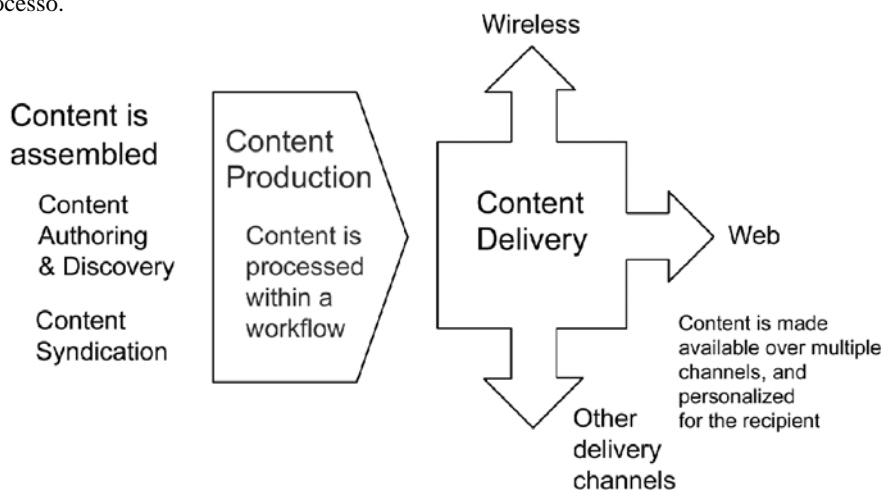 Wireless
Content is
assembled
Content
Authoring
& Discovery
Content
Syndication
Content
Production
Content is
processed
within a
workflow
Content
Delivery
Web
Content is made
available over multiple
channels, and
personalized
for the recipient
Other
delivery
channels